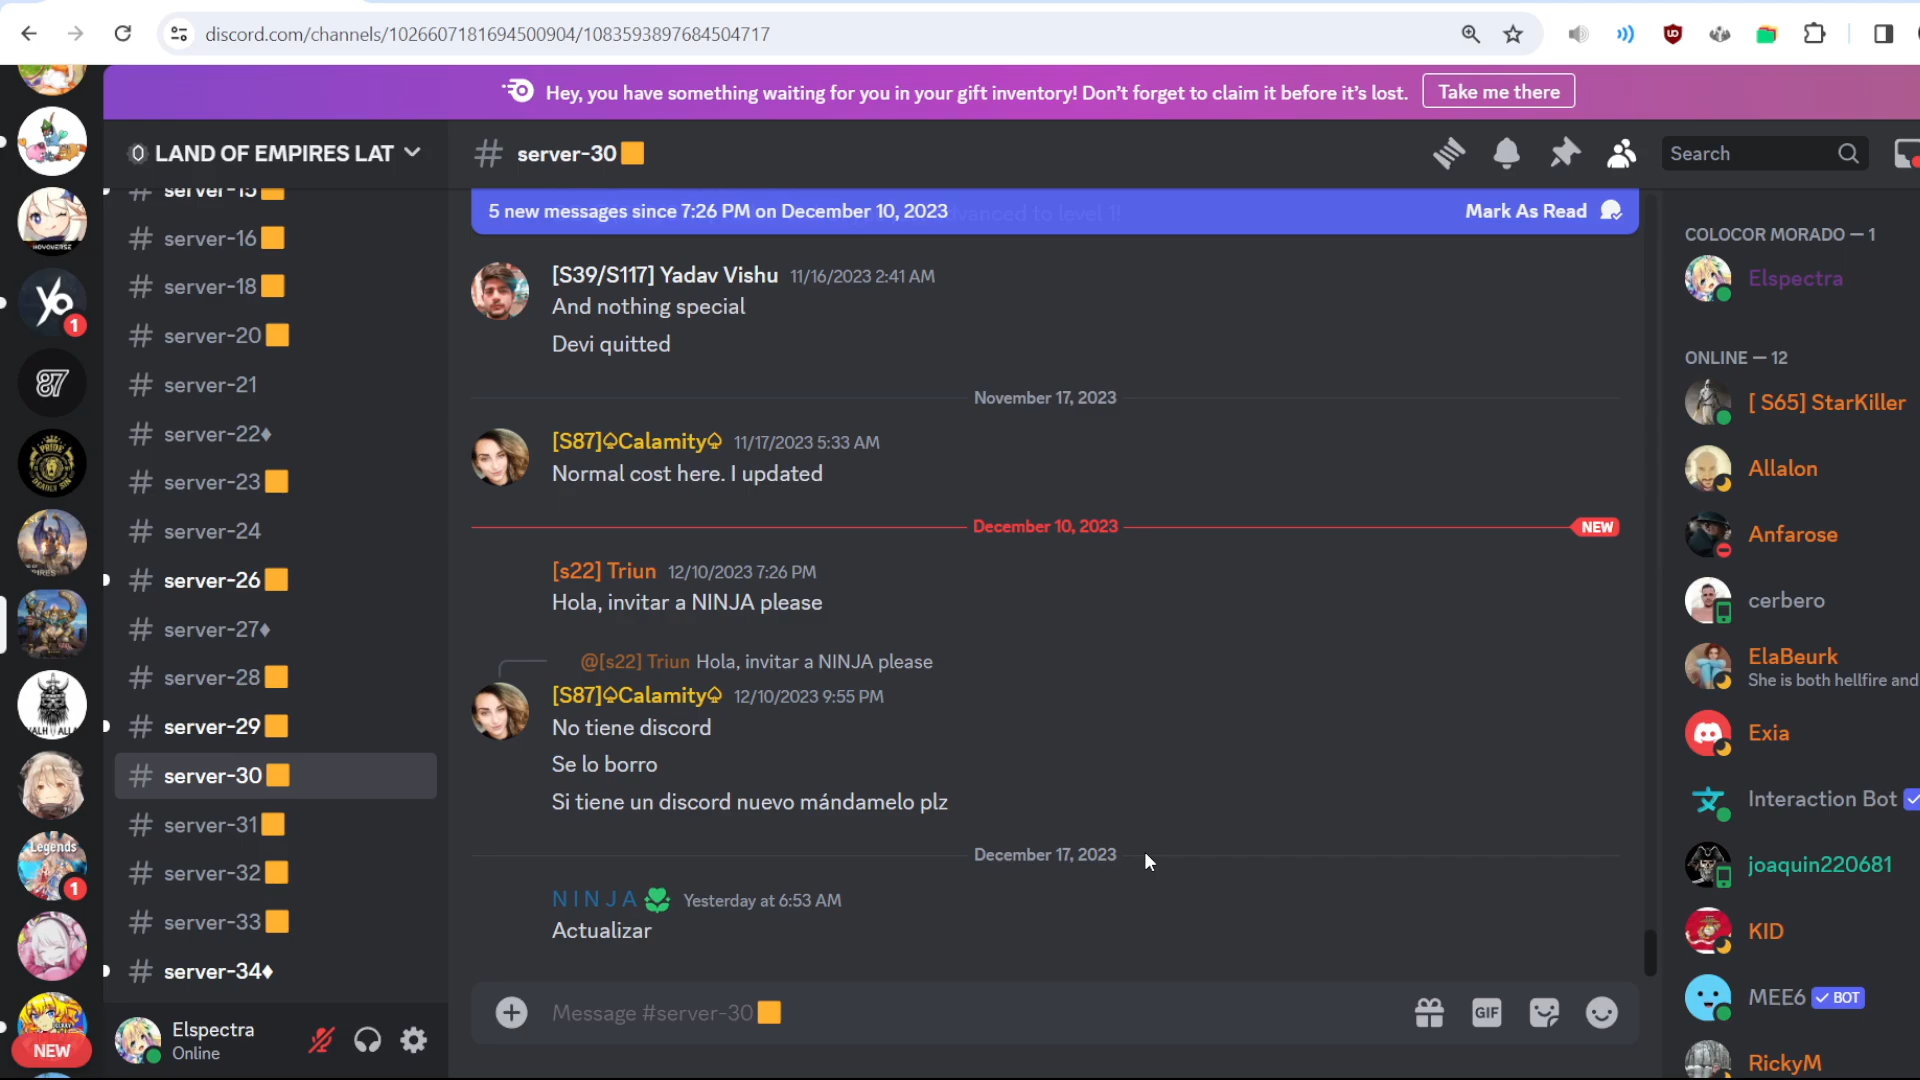 discord.com/channels/1026607181694500904/1083593897684504717
Hey, you have something waiting for you in your gift inventory! Don't forget to claim it before it's lost.
Take me there
LAND OF EMPIRES LAT
server-15
server-16
server-18
server-20
server-21
server-22♦
server-23
server-24
server-26
server-27♦
server-28
server-29
server-30
server-31
server-32
server-33
server-34♦
Elspectra
Online
NEW
1
87
PRIDE
Legends
1
# server-30
Search
5 new messages since 7:26 PM on December 10, 2023
Mark As Read
[S39/S117] Yadav Vishu 11/16/2023 2:41 AM
And nothing special
Devi quitted
November 17, 2023
[S87]♤Calamity♤ 11/17/2023 5:33 AM
Normal cost here. I updated
December 10, 2023
NEW
[s22] Triun 12/10/2023 7:26 PM
Hola, invitar a NINJA please
@[s22] Triun Hola, invitar a NINJA please
[S87]♤Calamity♤ 12/10/2023 9:55 PM
No tiene discord
Se lo borro
Si tiene un discord nuevo mándamelo plz
December 17, 2023
N I N J A Yesterday at 6:53 AM
Actualizar
Message #server-30
GIF
COLOCOR MORADO — 1
Elspectra
ONLINE — 12
[ S65] StarKiller
Allalon
Anfarose
cerbero
ElaBeurk
She is both hellfire and
Exia
Interaction Bot
joaquin220681
KID
MEE6 ✓ BOT
RickyM